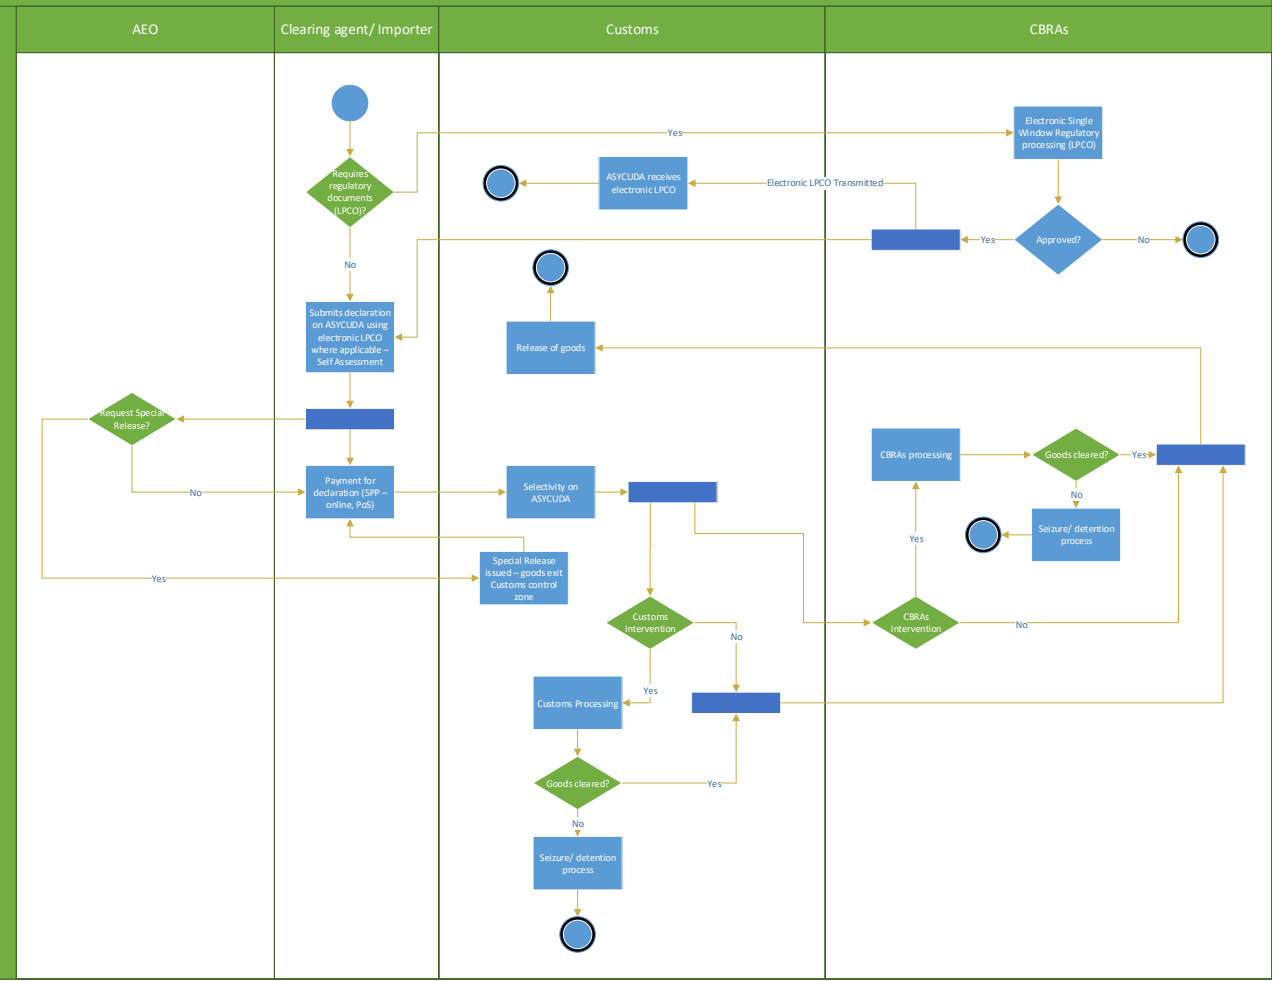 AEO
Clearing agent/ Importer
Customs
CBRAs
Requires
regulatory
documents
(LPCO)?
Yes
Electronic Single
Window Regulatory
processing (LPCO)
ASYCUDA receives
electronic LPCO
Electronic LPCO Transmitted
Yes
Approved?
No
No
Submits declaration
on ASYCUDA using
electronic LPCO
where applicable –
Self Assessment
Release of goods
Request Special
Release?
No
Payment for
declaration (SPP –
online, PoS)
Selectivity on
ASYCUDA
CBRAs processing
Goods cleared?
Yes
No
Seizure/ detention
process
Yes
Yes
Special Release
issued – goods exit
Customs control
zone
Customs
Intervention
No
CBRAs
Intervention
No
Yes
Customs Processing
Goods cleared?
Yes
No
Seizure/ detention
process